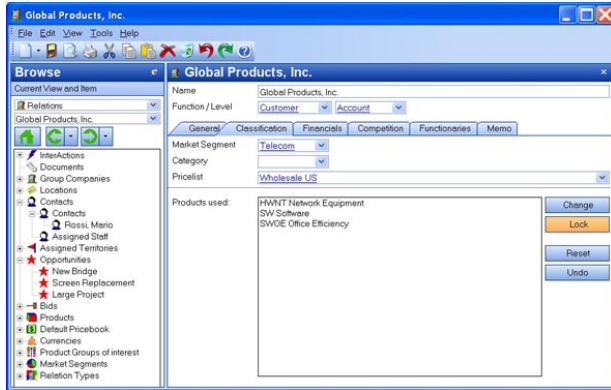 Global Products, Inc.
File Edit View Tools Help
Browse
Current View and Item
Relations
Global Products, Inc.
InterActions
Documents
Group Companies
Locations
Contacts
Contacts
Rossi, Mario
Assigned Staff
Assigned Territories
Opportunities
New Bridge
Screen Replacement
Large Project
Bids
Products
Default Pricebook
Currencies
Product Groups of interest
Market Segments
Relation Types
Global Products, Inc.
Name Global Products, Inc.
Function / Level Customer Account
General Classification Financials Competition Functionaries Memo
Market Segment Telecom
Category
Pricelist Wholesale US
Products used: HWNT Network Equipment
SW Software
SWOE Office Efficiency
Change
Lock
Reset
Undo